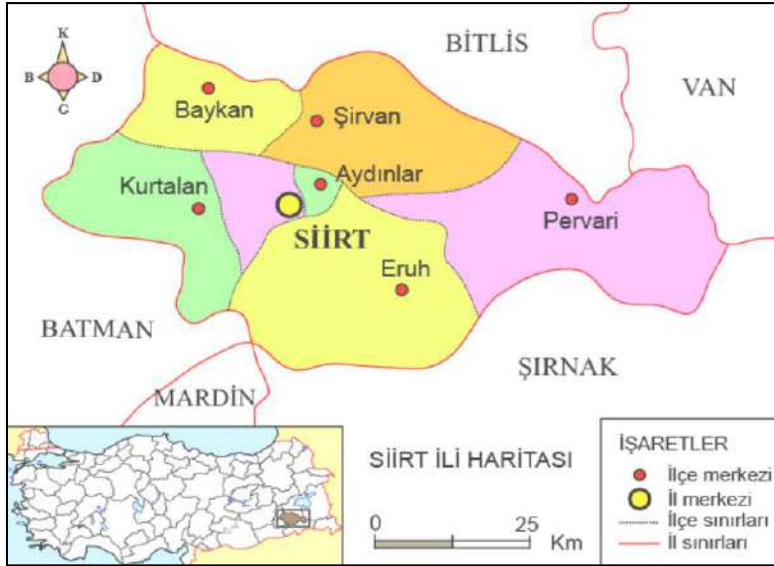 BİTLİS
VAN
K
B D
G
Baykan
Şirvan
Kurtalan
Aydınlar
Pervari
SİİRT
Eruh
BATMAN
ŞIRNAK
MARDİN
SİİRT İLİ HARİTASI
0 25
Km
İŞARETLER
İlçe merkezi
İl merkezi
İlçe sınırları
İl sınırları